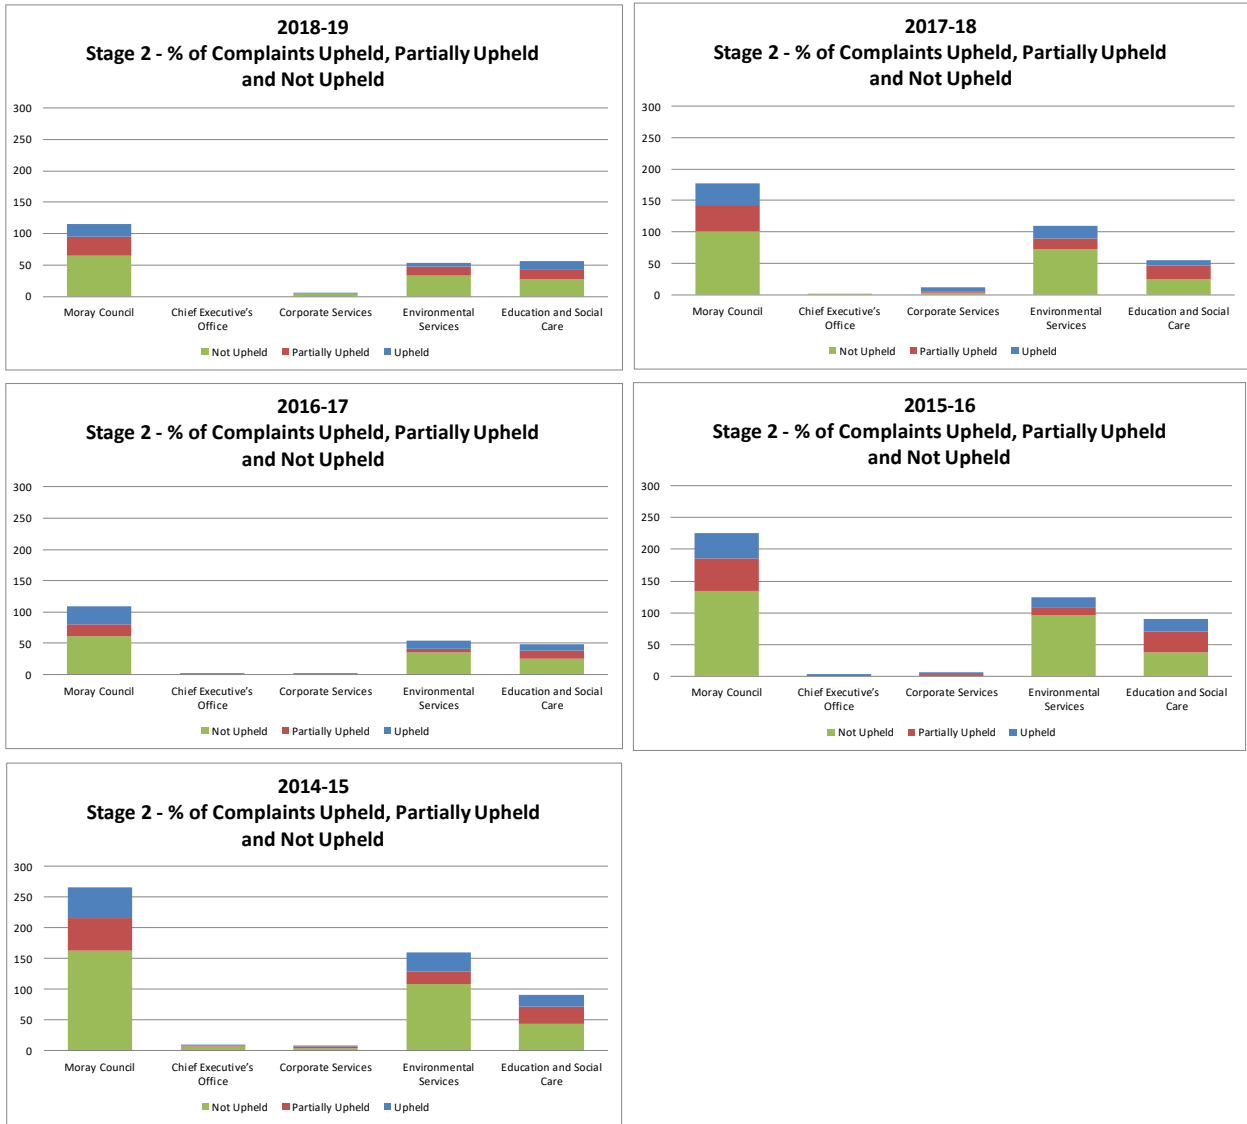 2018-19
Stage 2 - % of Complaints Upheld, Partially Upheld
and Not Upheld
300
250
200
150
100
50
0
Moray Council
Chief Executive's
Office
Corporate Services
Environmental
Services
Education and Social
Care
Not Upheld
Partially Upheld
Upheld
2017-18
Stage 2 - % of Complaints Upheld, Partially Upheld
and Not Upheld
300
250
200
150
100
50
0
Moray Council
Chief Executive's
Office
Corporate Services
Environmental
Services
Education and Social
Care
Not Upheld
Partially Upheld
Upheld
2016-17
Stage 2 - % of Complaints Upheld, Partially Upheld
and Not Upheld
300
250
200
150
100
50
0
Moray Council
Chief Executive's
Office
Corporate Services
Environmental
Services
Education and Social
Care
Not Upheld
Partially Upheld
Upheld
2015-16
Stage 2 - % of Complaints Upheld, Partially Upheld
and Not Upheld
300
250
200
150
100
50
0
Moray Council
Chief Executive's
Office
Corporate Services
Environmental
Services
Education and Social
Care
Not Upheld
Partially Upheld
Upheld
2014-15
Stage 2 - % of Complaints Upheld, Partially Upheld
and Not Upheld
300
250
200
150
100
50
0
Moray Council
Chief Executive's
Office
Corporate Services
Environmental
Services
Education and Social
Care
Not Upheld
Partially Upheld
Upheld